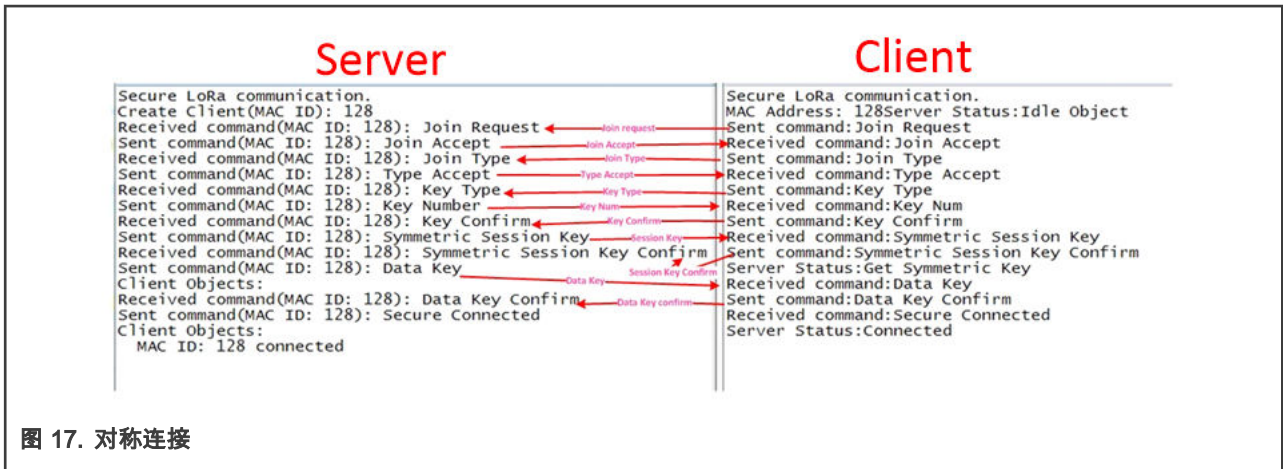 Server
Client
Secure LoRa communication.
Create Client(MAC ID): 128
Received command(MAC ID: 128): Join Request
Sent command(MAC ID: 128): Join Accept
Received command(MAC ID: 128): Join Type
Sent command(MAC ID: 128): Type Accept
Received command(MAC ID: 128): Key Type
Sent command(MAC ID: 128): Key Number
Received command(MAC ID: 128): Key Confirm
Sent command(MAC ID: 128): Symmetric Session Key
Received command(MAC ID: 128): Symmetric Session Key Confirm
Sent command(MAC ID: 128): Data Key
Client Objects:
Received command(MAC ID: 128): Data Key Confirm
Sent command(MAC ID: 128): Secure Connected
Client Objects:
MAC ID: 128 connected
Join request
Join Accept
Join Type
Type Accept
Key Type
Key Num
Key Confirm
Session Key
Session Key Confirm
Data Key
Data Key confirm
Secure LoRa communication.
MAC Address: 128Server Status:Idle Object
Sent command:Join Request
Received command:Join Accept
Sent command:Join Type
Received command:Type Accept
Sent command:Key Type
Received command:Key Num
Sent command:Key Confirm
Received command:Symmetric Session Key
Sent command:Symmetric Session Key Confirm
Server Status:Get Symmetric Key
Received command:Data Key
Sent command:Data Key Confirm
Received command:Secure Connected
Server Status:Connected
图 17. 对称连接